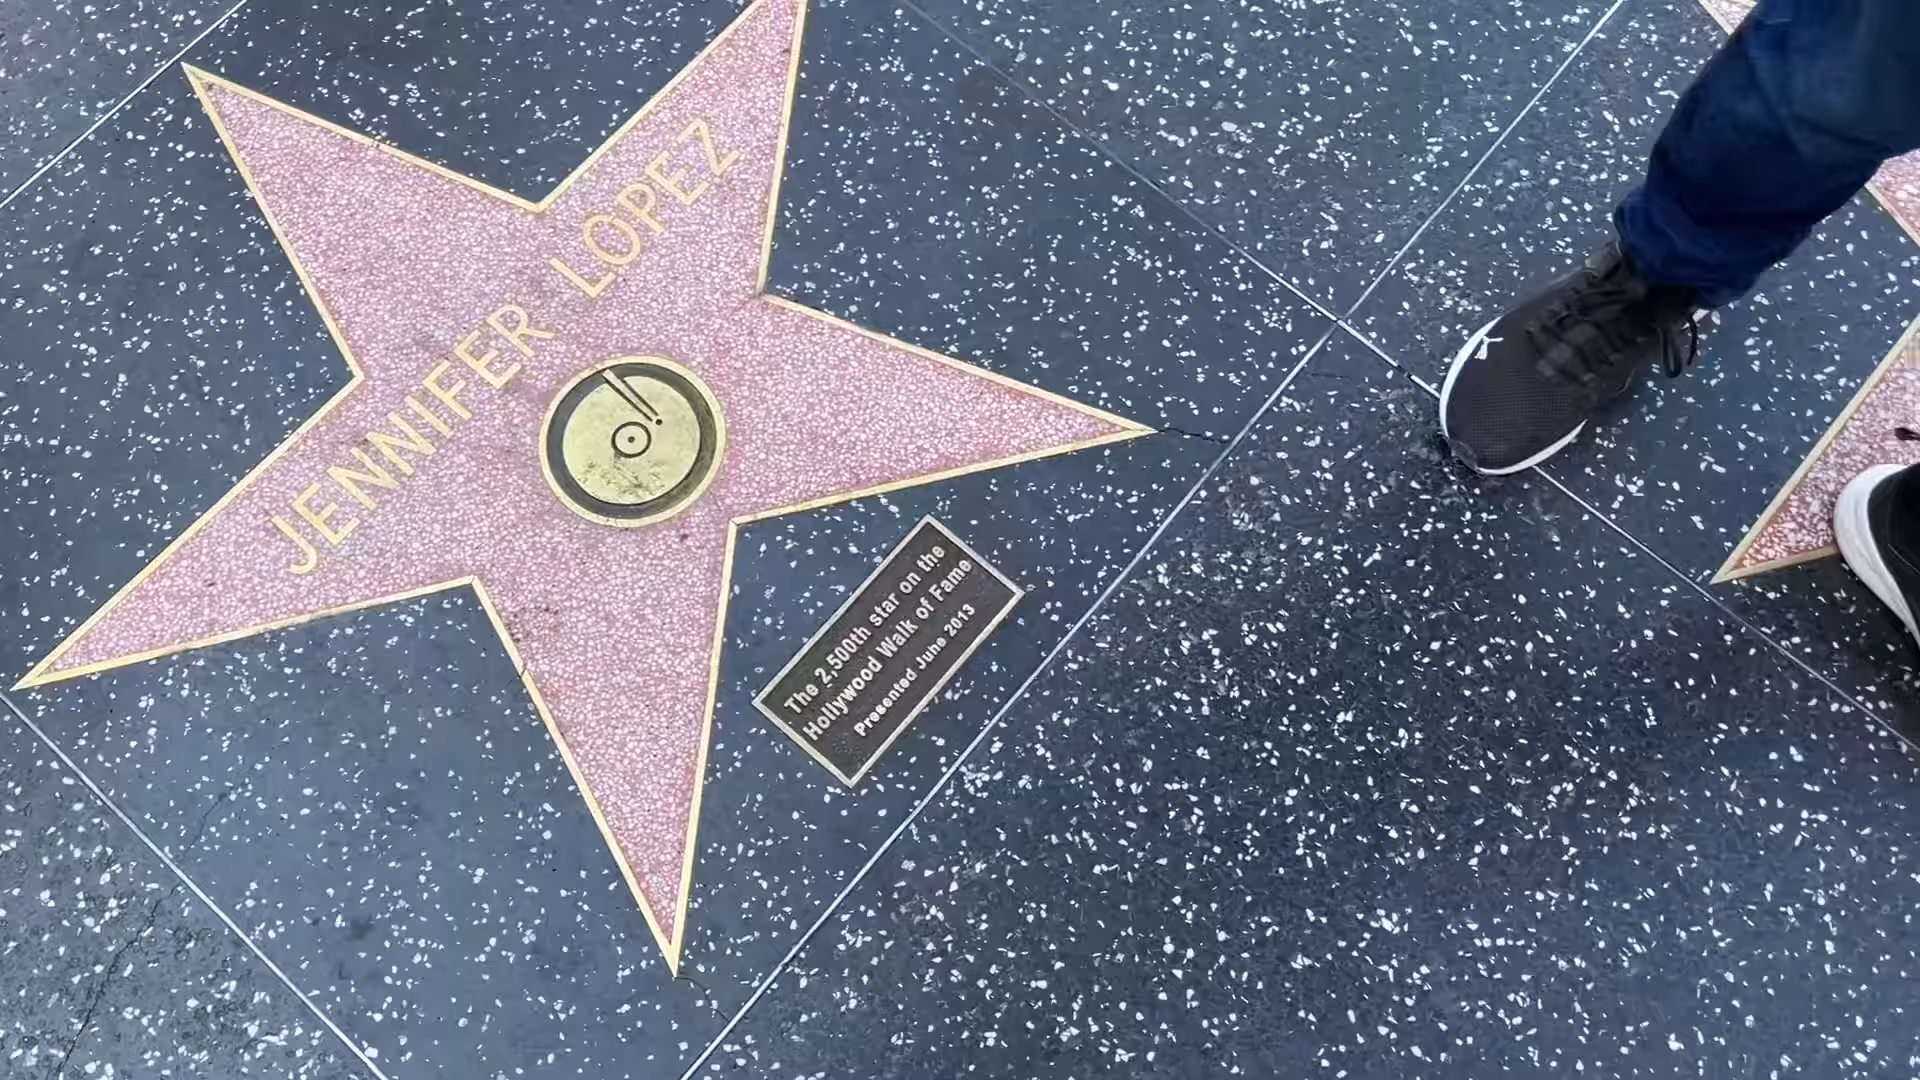 JENNIFER LOPEZ
The 2,500th star on the
Hollywood Walk of Fame
Presented June 2013